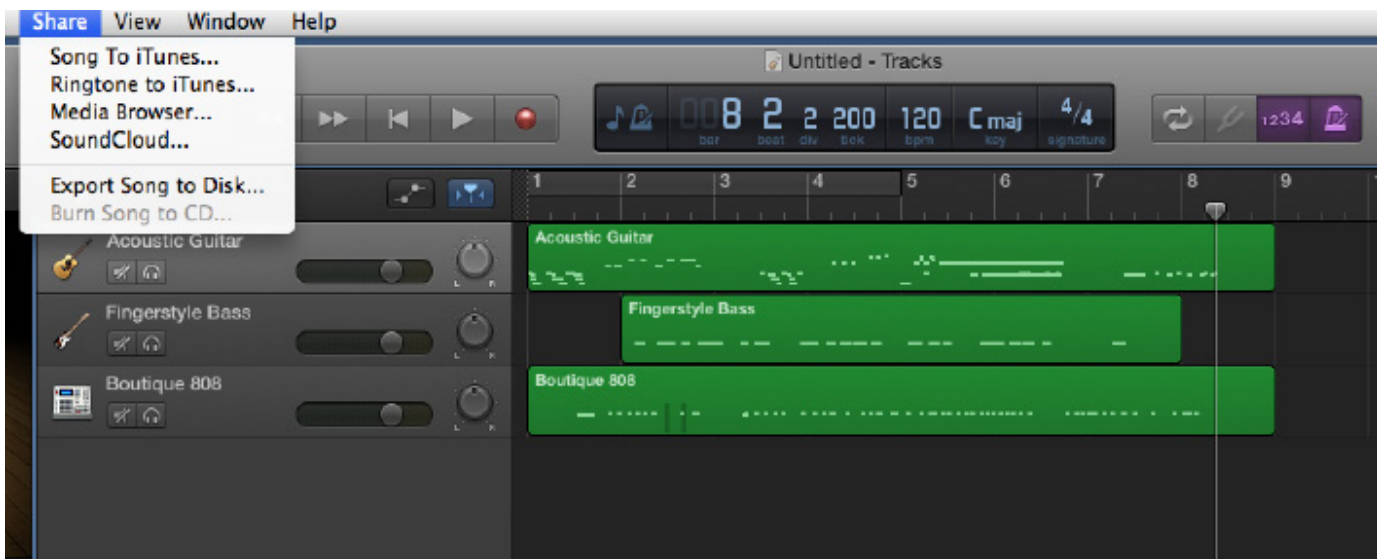 Share View Window Help
Song To iTunes...
Ringtone to iTunes...
Media Browser...
SoundCloud...
Export Song to Disk...
Burn Song to CD...
Untitled - Tracks
8 2 2 200 120 C maj 4/4
bar beat div tick bpm key signature
1234
1 2 3 4 5 6 7 8 9
Acoustic Guitar
L R
Acoustic Guitar
Fingerstyle Bass
L R
Fingerstyle Bass
Boutique 808
L R
Boutique 808